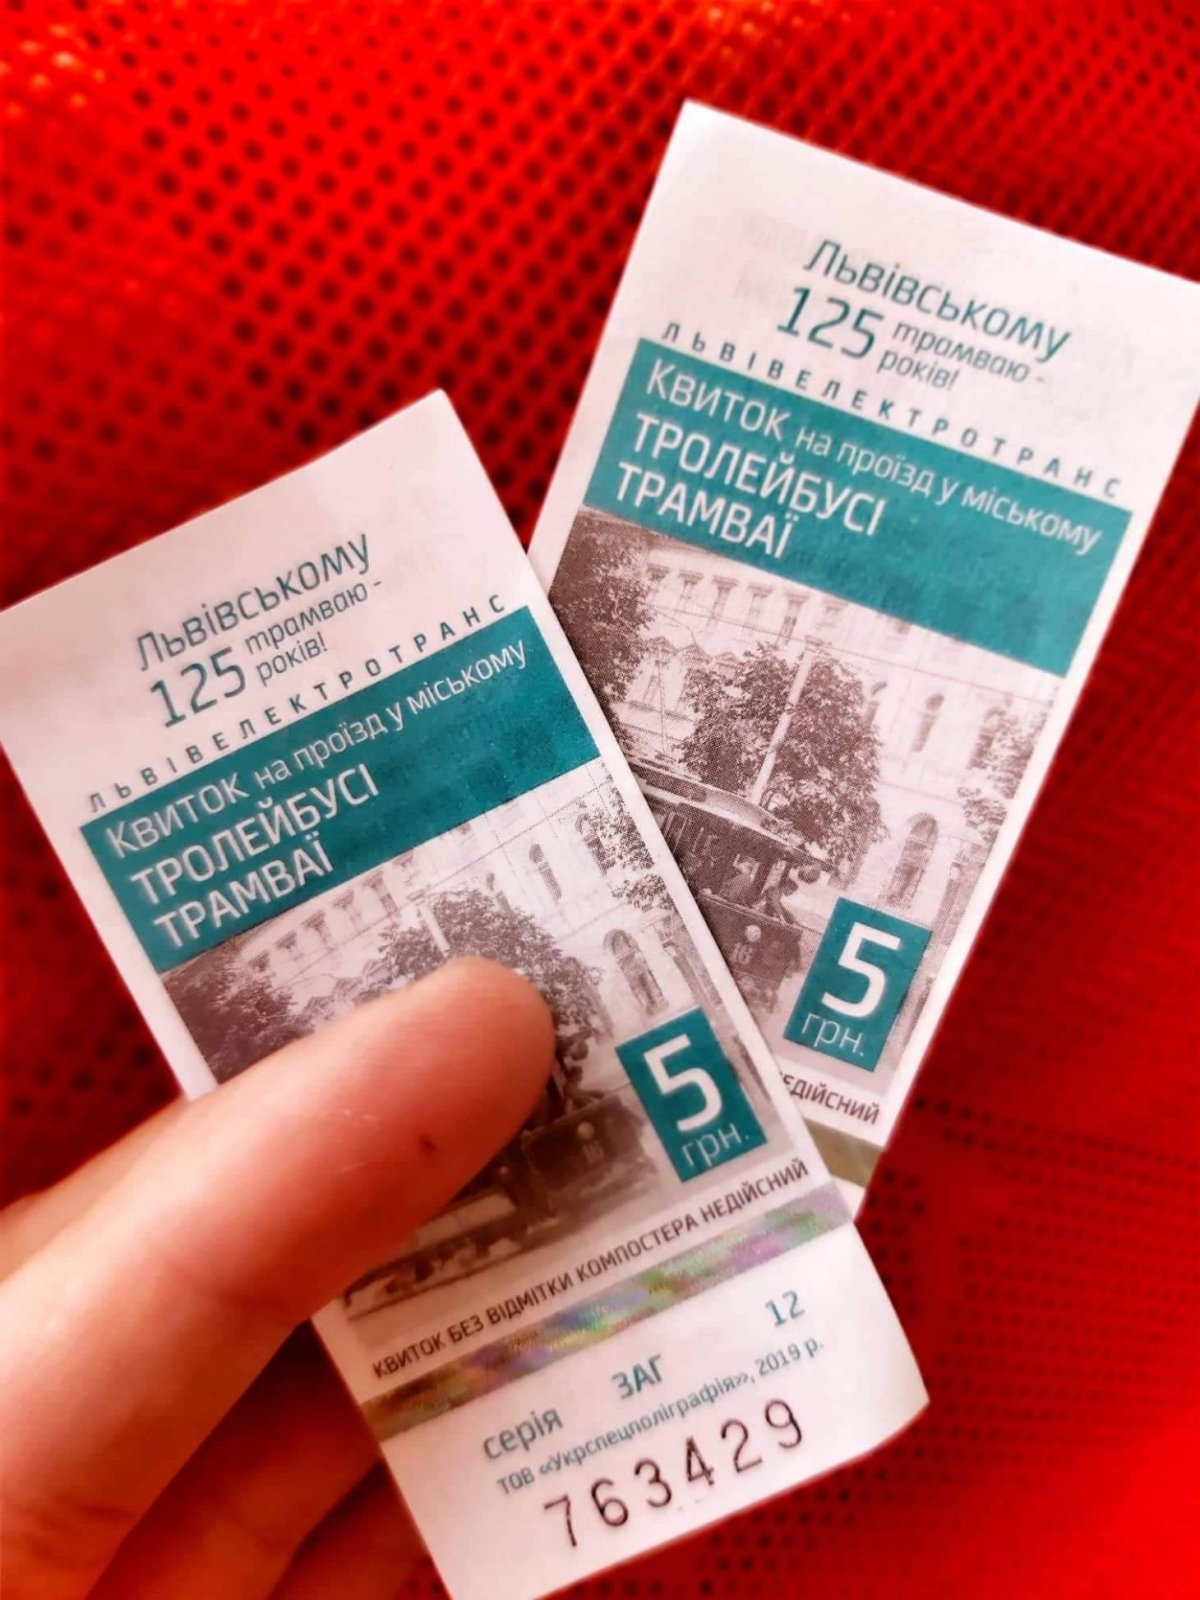 Львівському
125 трамваю -
років!
ЛЬВІВЕЛЕКТРОТРАНС
Квиток на проїзд у міському
ТРОЛЕЙБУСІ
ТРАМВАЇ
5
грн.
КВИТОК БЕЗ ВІДМІТКИ КОМПОСТЕРА НЕДІЙСНИЙ
серія ЗАГ 12
ТОВ «Укрспецполіграфія», 2019 р.
763429
Львівському
125 трамваю -
років!
ЛЬВІВЕЛЕКТРОТРАНС
Квиток на проїзд у міському
ТРОЛЕЙБУСІ
ТРАМВАЇ
5
грн.
ЕДІЙСНИЙ